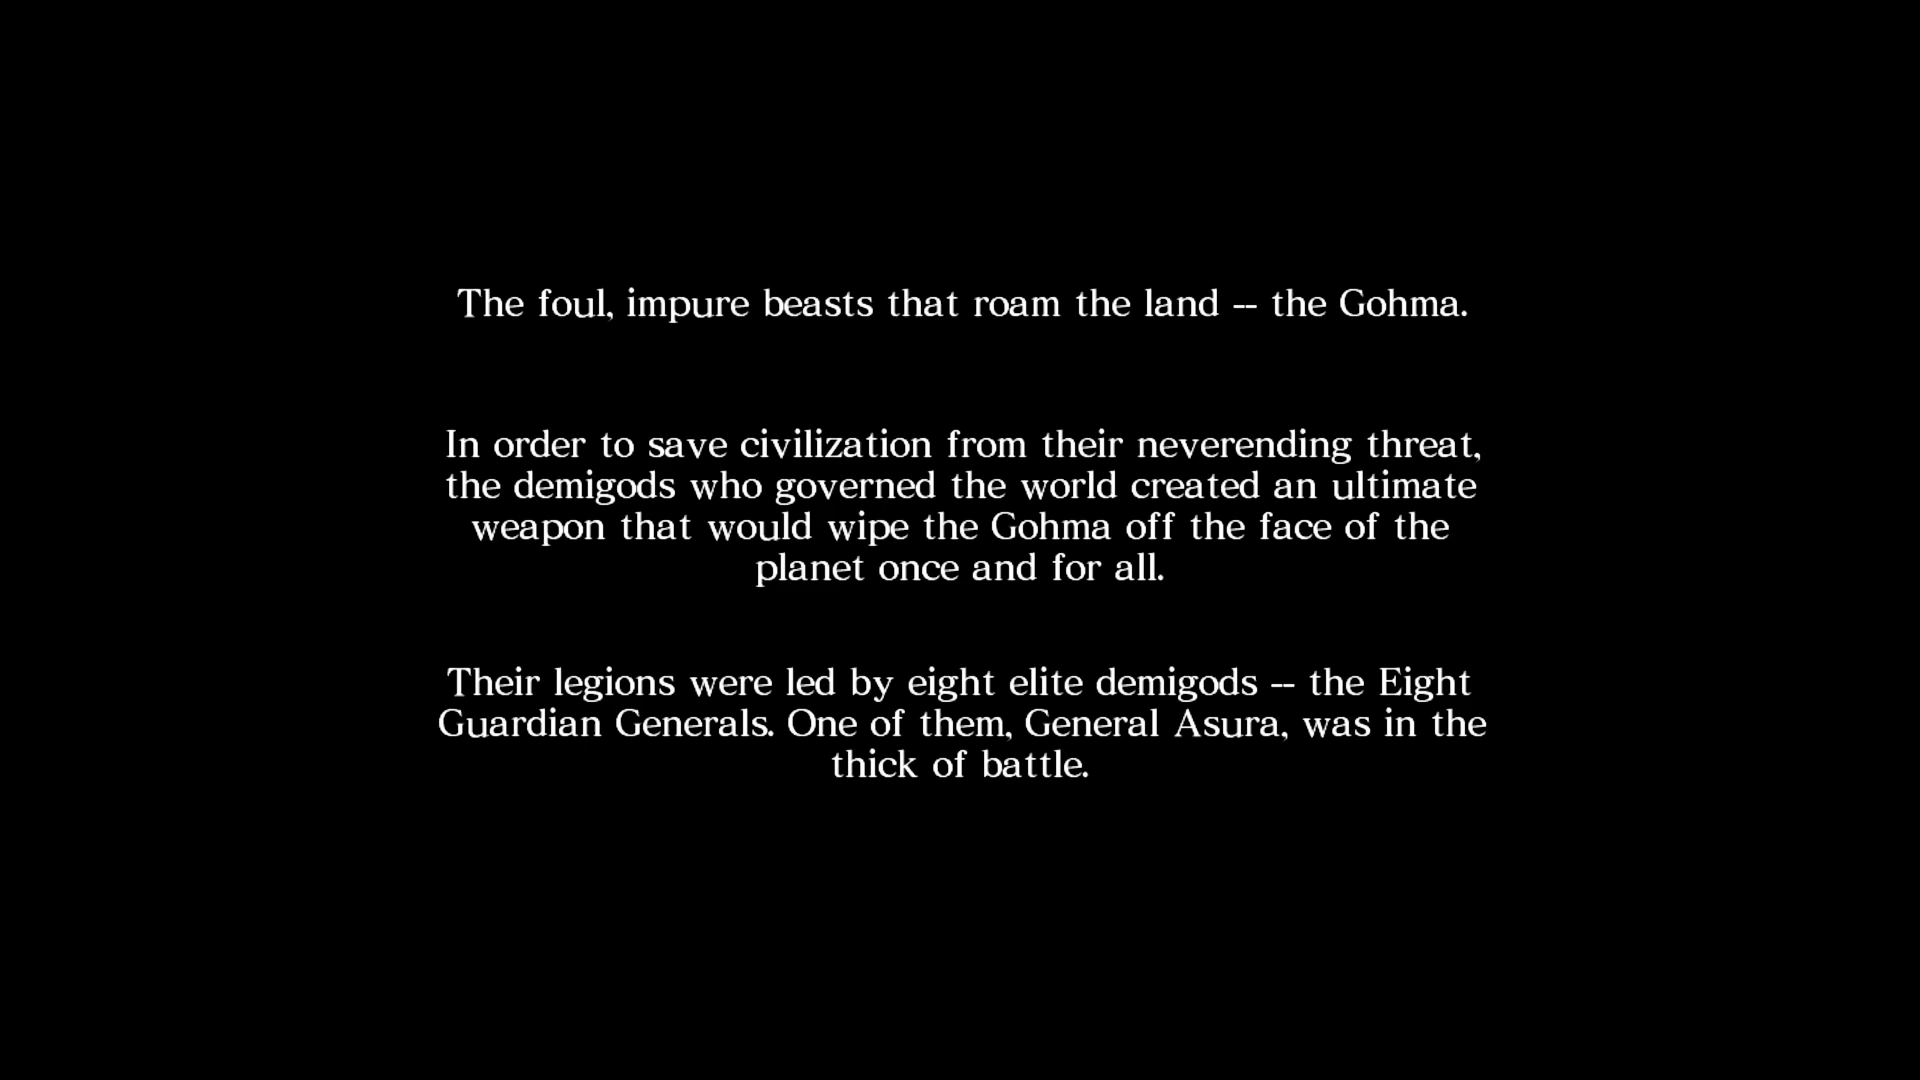 The foul, impure beasts that roam the land -- the Gohma.
In order to save civilization from their neverending threat,
the demigods who governed the world created an ultimate
weapon that would wipe the Gohma off the face of the
planet once and for all.
Their legions were led by eight elite demigods -- the Eight
Guardian Generals. One of them, General Asura, was in the
thick of battle.